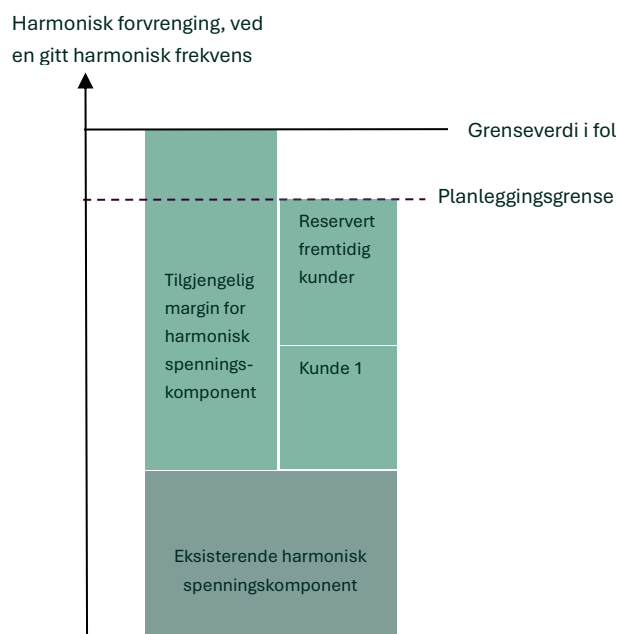 Harmonisk forvrenging, ved
en gitt harmonisk frekvens
Grenseverdi i fol
Planleggingsgrense
Reservert
fremtidig
kunder
Tilgjengelig
margin for
harmonisk
spennings-
komponent
Kunde 1
Eksisterende harmonisk
spenningskomponent